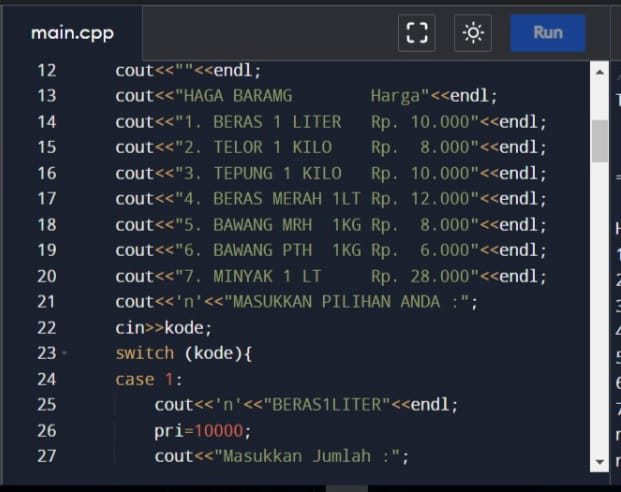 main.cpp
Run
12 cout<<""<<endl;
13 cout<<"HAGA BARAMG Harga"<<endl;
14 cout<<"1. BERAS 1 LITER Rp. 10.000"<<endl;
15 cout<<"2. TELOR 1 KILO Rp. 8.000"<<endl;
16 cout<<"3. TEPUNG 1 KILO Rp. 10.000"<<endl;
17 cout<<"4. BERAS MERAH 1LT Rp. 12.000"<<endl;
18 cout<<"5. BAWANG MRH 1KG Rp. 8.000"<<endl;
19 cout<<"6. BAWANG PTH 1KG Rp. 6.000"<<endl;
20 cout<<"7. MINYAK 1 LT Rp. 28.000"<<endl;
21 cout<<'n'<<"MASUKKAN PILIHAN ANDA :";
22 cin>>kode;
23 switch (kode){
24 case 1:
25 cout<<'n'<<"BERAS1LITER"<<endl;
26 pri=10000;
27 cout<<"Masukkan Jumlah :";